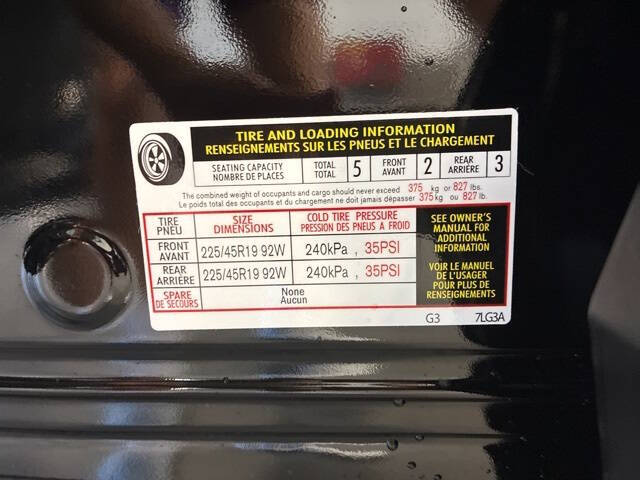 TIRE AND LOADING INFORMATION
RENSEIGNEMENTS SUR LES PNEUS ET LE CHARGEMENT
SEATING CAPACITY TOTAL 5 FRONT 2 REAR 3
NOMBRE DE PLACES TOTAL AVANT ARRIÈRE
The combined weight of occupants and cargo should never exceed 375 kg or 827 lbs.
Le poids total des occupants et du chargement ne doit jamais dépasser 375 kg ou 827 lb.
TIRE SIZE COLD TIRE PRESSURE
PNEU DIMENSIONS PRESSION DES PNEUS A FROID
FRONT
AVANT 225/45R19 92W 240kPa , 35PSI
REAR
ARRIÈRE 225/45R19 92W 240kPa , 35PSI
SPARE None
DE SECOURS Aucun
SEE OWNER'S
MANUAL FOR
ADDITIONAL
INFORMATION
VOIR LE MANUEL
DE L'USAGER
POUR PLUS DE
RENSEIGNEMENTS
G3 7LG3A